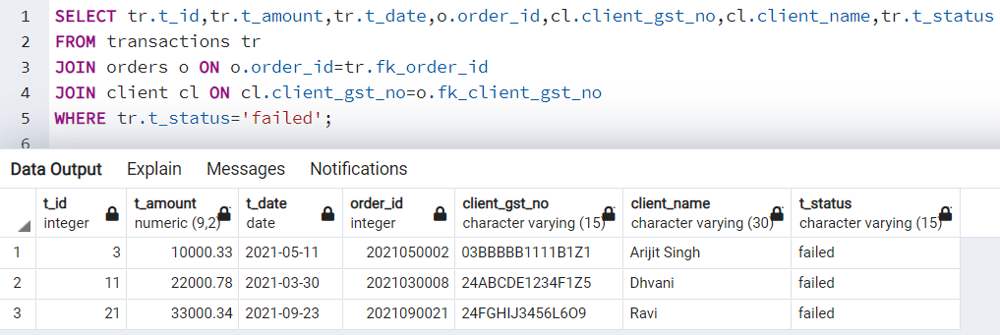 1 SELECT tr.t_id,tr.t_amount,tr.t_date,o.order_id,cl.client_gst_no,cl.client_name,tr.t_status
2 FROM transactions tr
3 JOIN orders o ON o.order_id=tr.fk_order_id
4 JOIN client cl ON cl.client_gst_no=o.fk_client_gst_no
5 WHERE tr.t_status='failed';
6
Data Output Explain Messages Notifications
t_id t_amount t_date order_id client_gst_no client_name t_status
integer numeric (9,2) date integer character varying (15) character varying (30) character varying (15)
1 3 10000.33 2021-05-11 2021050002 03BBBBB1111B1Z1 Arijit Singh failed
2 11 22000.78 2021-03-30 2021030008 24ABCDE1234F1Z5 Dhvani failed
3 21 33000.34 2021-09-23 2021090021 24FGHIJ3456L6O9 Ravi failed